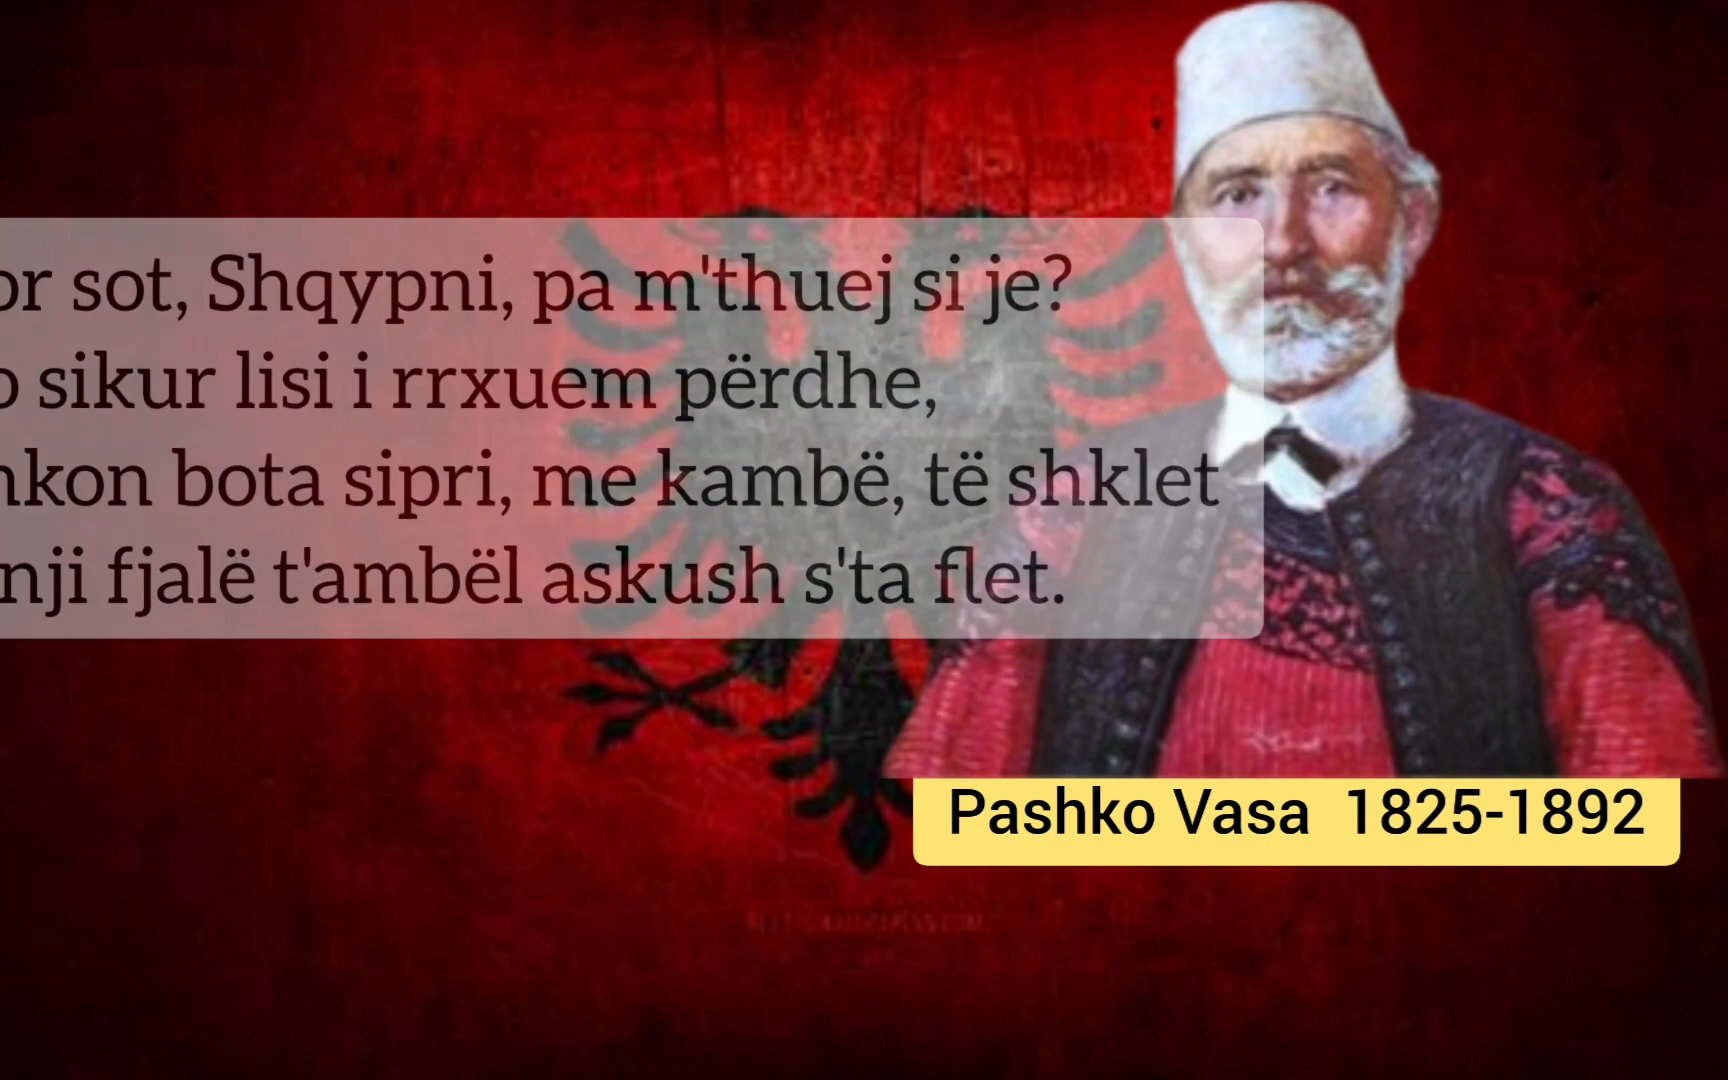 or sot, Shqypni, pa m'thuej si je?
o sikur lisi i rrxuem përdhe,
hkon bota sipri, me kambë, të shklet
nji fjalë t'ambël askush s'ta flet.
Pashko Vasa 1825-1892